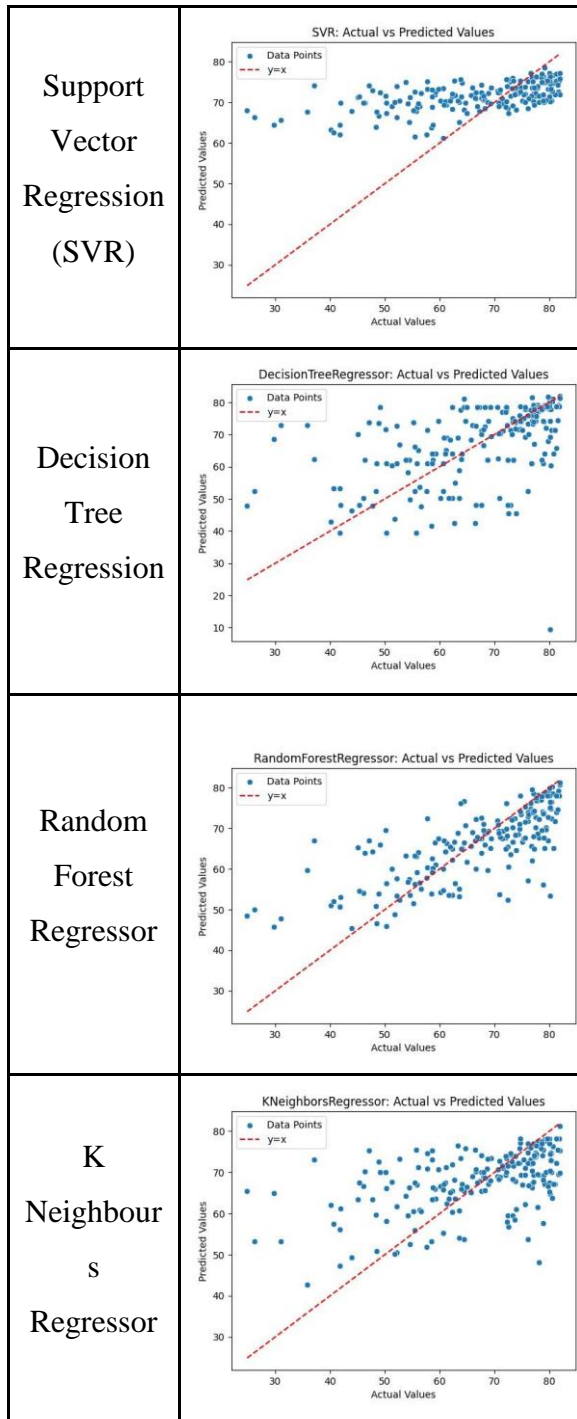 Support
Vector
Regression
(SVR)
SVR: Actual vs Predicted Values
Data Points
y=x
Predicted Values
80
70
60
50
40
30
30 40 50 60 70 80
Actual Values
Decision
Tree
Regression
DecisionTreeRegressor: Actual vs Predicted Values
Data Points
y=x
Predicted Values
80
70
60
50
40
30
20
10
30 40 50 60 70 80
Actual Values
Random
Forest
Regressor
RandomForestRegressor: Actual vs Predicted Values
Data Points
y=x
Predicted Values
80
70
60
50
40
30
30 40 50 60 70 80
Actual Values
K
Neighbour
s
Regressor
KNeighborsRegressor: Actual vs Predicted Values
Data Points
y=x
Predicted Values
80
70
60
50
40
30
30 40 50 60 70 80
Actual Values